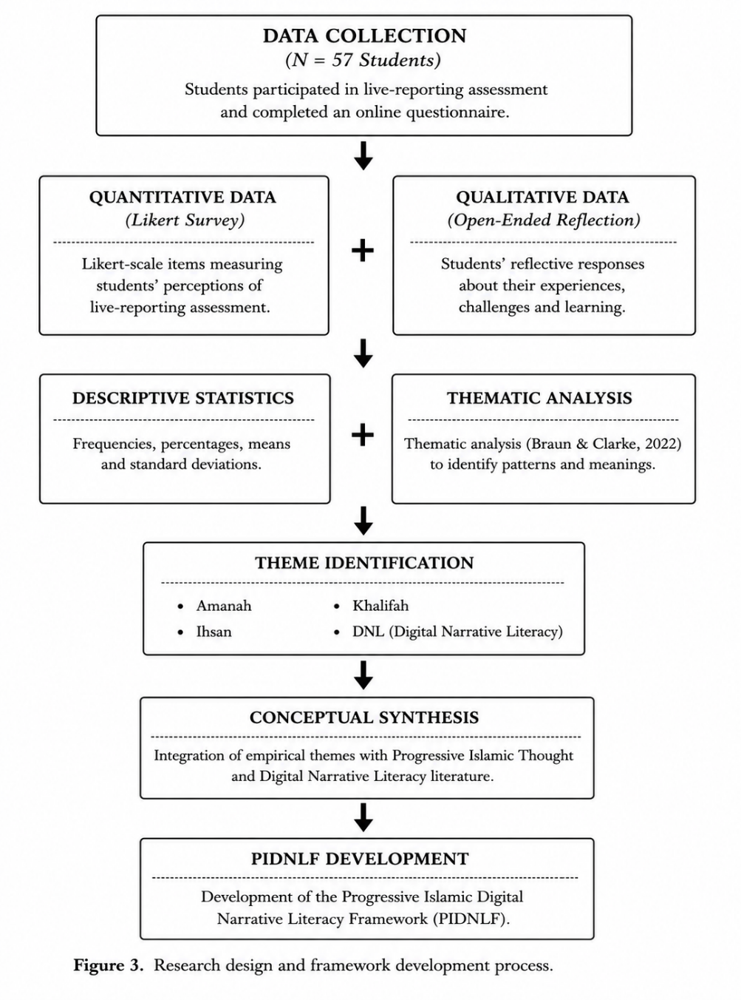 DATA COLLECTION
(N = 57 Students)
Students participated in live-reporting assessment
and completed an online questionnaire.
QUANTITATIVE DATA
(Likert Survey)
Likert-scale items measuring
students’ perceptions of
live-reporting assessment.
+
QUALITATIVE DATA
(Open-Ended Reflection)
Students’ reflective responses
about their experiences,
challenges and learning.
DESCRIPTIVE STATISTICS
Frequencies, percentages, means
and standard deviations.
+
THEMATIC ANALYSIS
Thematic analysis (Braun & Clarke, 2022)
to identify patterns and meanings.
THEME IDENTIFICATION
• Amanah
• Ihsan
• Khalifah
• DNL (Digital Narrative Literacy)
CONCEPTUAL SYNTHESIS
Integration of empirical themes with Progressive Islamic Thought
and Digital Narrative Literacy literature.
PIDNLF DEVELOPMENT
Development of the Progressive Islamic Digital
Narrative Literacy Framework (PIDNLF).
Figure 3. Research design and framework development process.